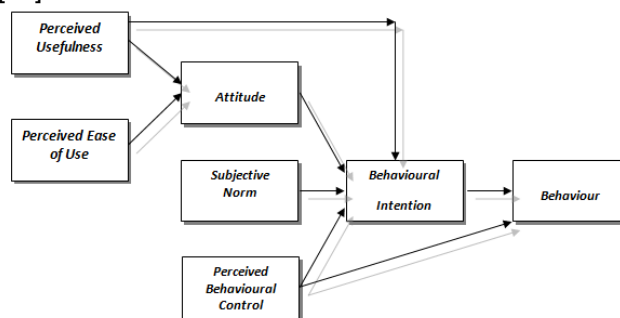 Perceived
Usefulness
Attitude
Perceived Ease
of Use
Subjective
Norm
Behavioural
Intention
Behaviour
Perceived
Behavioural
Control